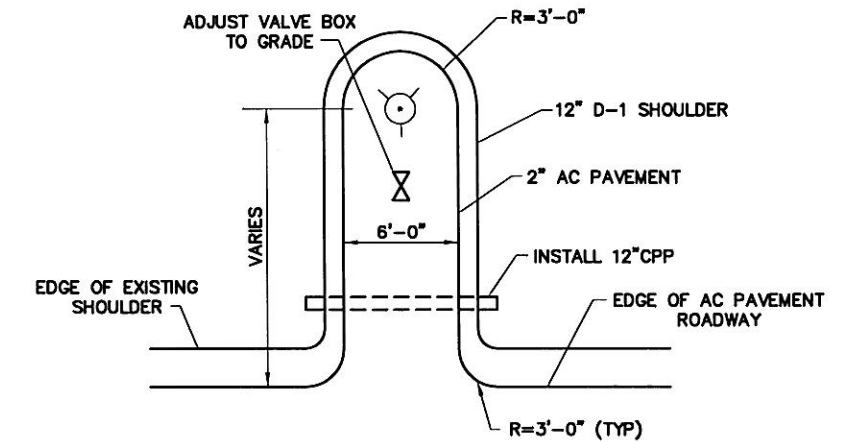 ADJUST VALVE BOX
TO GRADE
R=3'-0"
12" D-1 SHOULDER
2" AC PAVEMENT
VARIES
6'-0"
INSTALL 12"CPP
EDGE OF EXISTING
SHOULDER
EDGE OF AC PAVEMENT
ROADWAY
R=3'-0" (TYP)